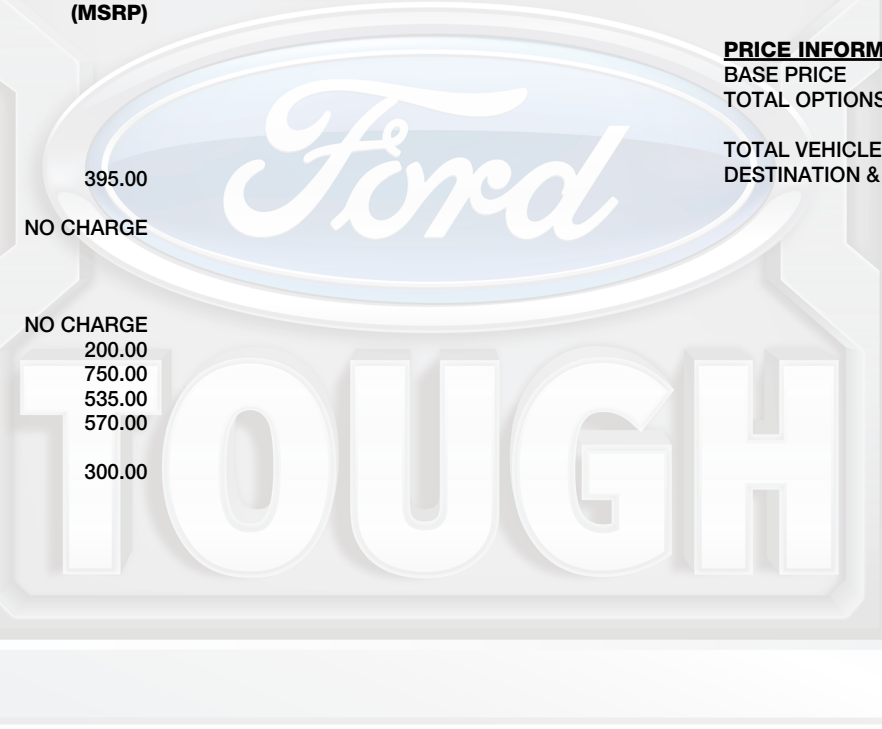 (MSRP)
395.00
NO CHARGE
NO CHARGE
200.00
750.00
535.00
570.00
300.00
PRICE INFORM
BASE PRICE
TOTAL OPTIONS
TOTAL VEHICLE
DESTINATION &
Ford
TOUGH